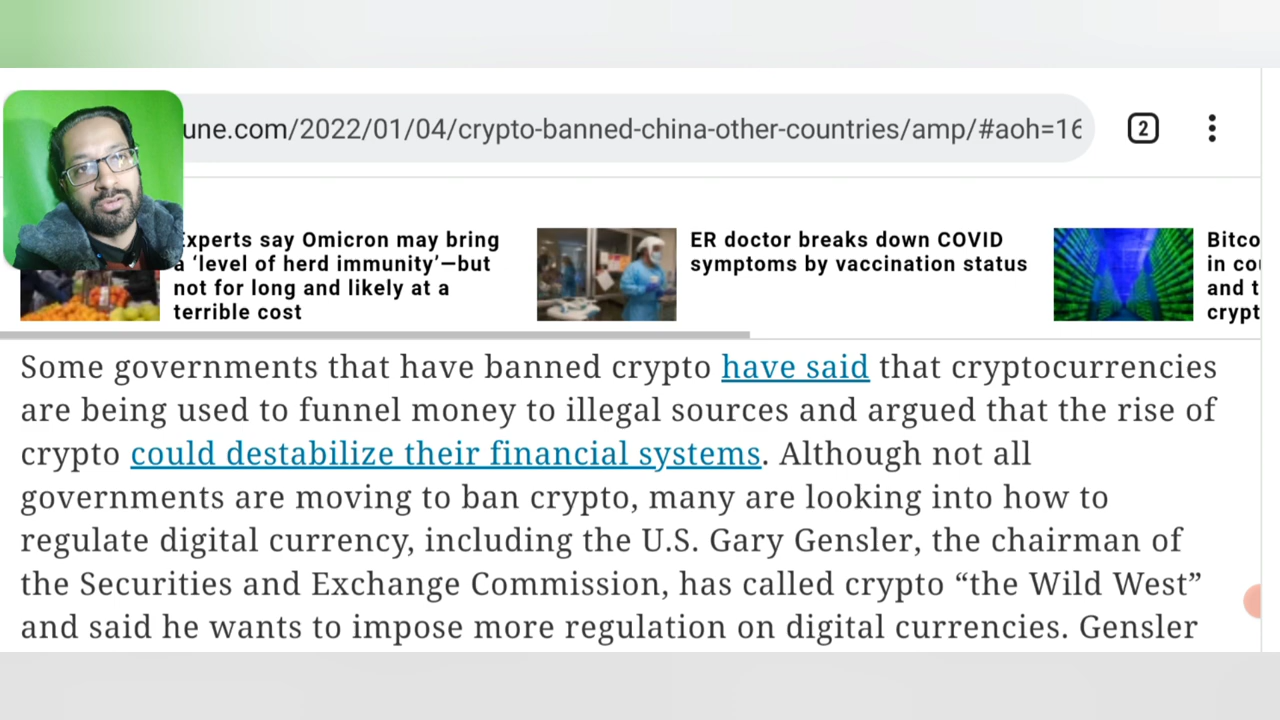 une.com/2022/01/04/crypto-banned-china-other-countries/amp/#aoh=16
2
Experts say Omicron may bring
a ‘level of herd immunity’—but
not for long and likely at a
terrible cost
ER doctor breaks down COVID
symptoms by vaccination status
Bitco
in co
and t
crypt
Some governments that have banned crypto have said that cryptocurrencies
are being used to funnel money to illegal sources and argued that the rise of
crypto could destabilize their financial systems. Although not all
governments are moving to ban crypto, many are looking into how to
regulate digital currency, including the U.S. Gary Gensler, the chairman of
the Securities and Exchange Commission, has called crypto “the Wild West”
and said he wants to impose more regulation on digital currencies. Gensler